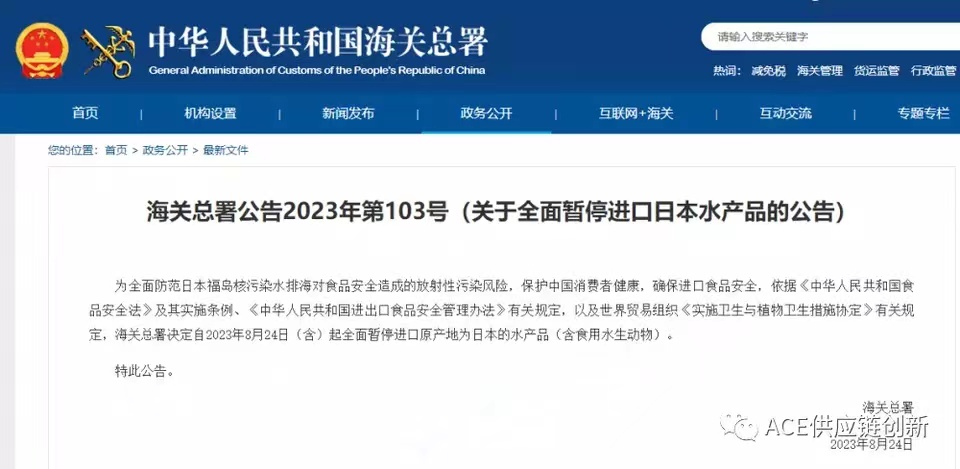 中华人民共和国海关总署
General Administration of Customs of the People's Republic of China
请输入搜索关键字
热词： 减免税 海关管理 货运监管 行政监管
首页 | 机构设置 | 新闻发布 | 政务公开 | 互联网+海关 | 互动交流 | 专题专栏
您的位置： 首页 > 政务公开 > 最新文件
海关总署公告2023年第103号（关于全面暂停进口日本水产品的公告）
为全面防范日本福岛核污染水排海对食品安全造成的放射性污染风险，保护中国消费者健康，确保进口食品安全，依据《中华人民共和国食
品安全法》及其实施条例、《中华人民共和国进出口食品安全管理办法》有关规定，以及世界贸易组织《实施卫生与植物卫生措施协定》有关规
定，海关总署决定自2023年8月24日（含）起全面暂停进口原产地为日本的水产品（含食用水生动物）。
特此公告。
海关总署
ACE供应链创新
2023年8月24日